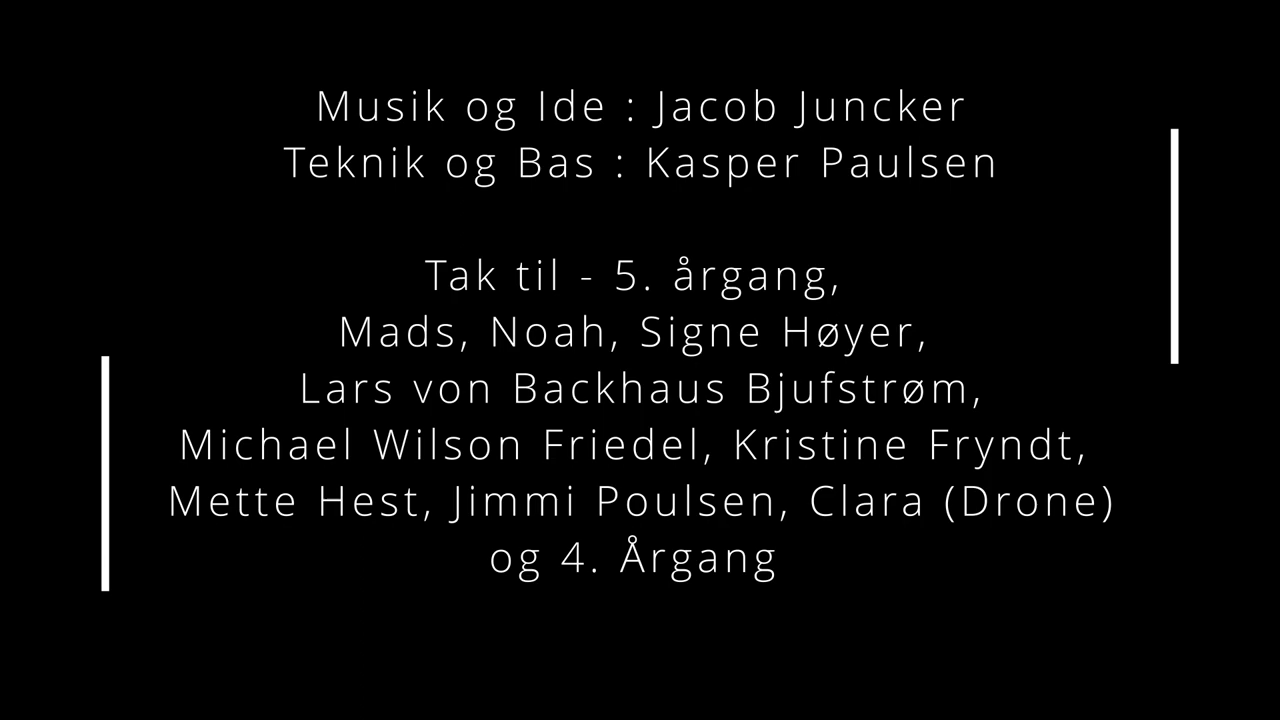 Musik og Ide : Jacob Juncker
Teknik og Bas : Kasper Paulsen
Tak til - 5. årgang,
Mads, Noah, Signe Høyer,
Lars von Backhaus Bjufstrøm,
Michael Wilson Friedel, Kristine Fryndt,
Mette Hest, Jimmi Poulsen, Clara (Drone)
og 4. Årgang